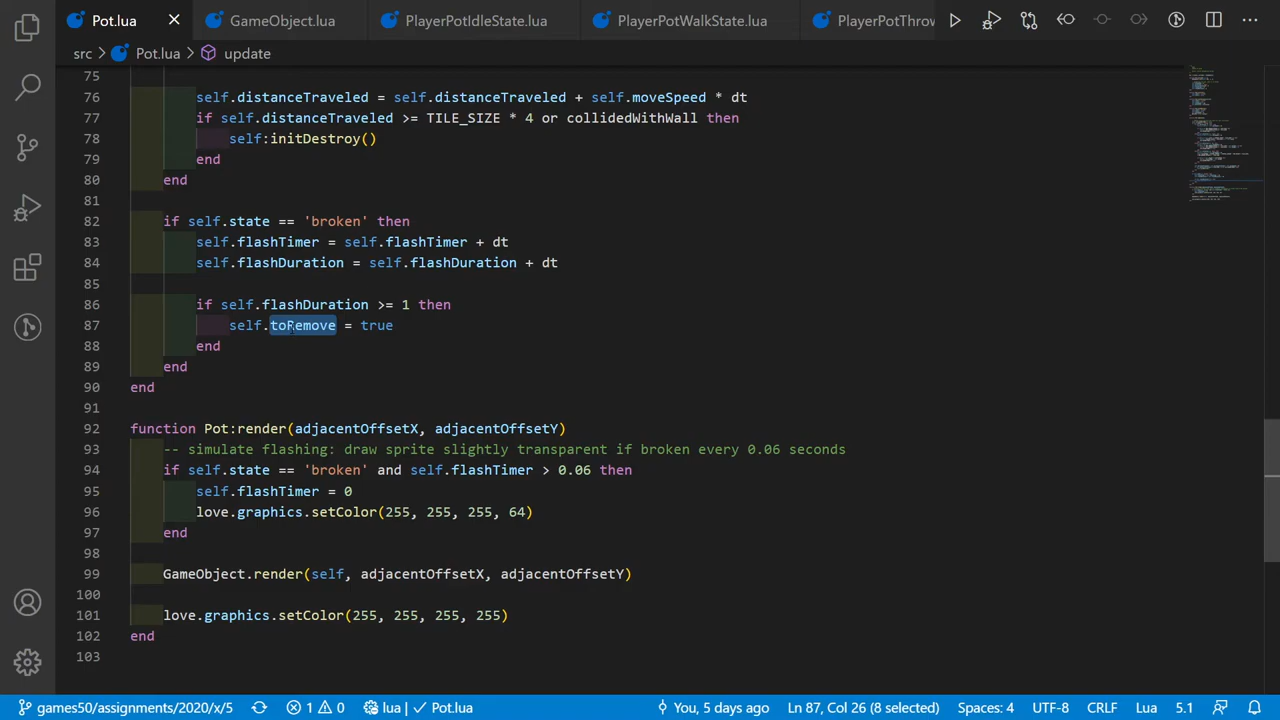 Pot.lua GameObject.lua PlayerPotIdleState.lua PlayerPotWalkState.lua PlayerPotThrow
src > Pot.lua > update
75
76 self.distanceTraveled = self.distanceTraveled + self.moveSpeed * dt
77 if self.distanceTraveled >= TILE_SIZE * 4 or collidedWithWall then
78 self:initDestroy()
79 end
80 end
81
82 if self.state == 'broken' then
83 self.flashTimer = self.flashTimer + dt
84 self.flashDuration = self.flashDuration + dt
85
86 if self.flashDuration >= 1 then
87 self.toRemove = true
88 end
89 end
90 end
91
92 function Pot:render(adjacentOffsetX, adjacentOffsetY)
93 -- simulate flashing: draw sprite slightly transparent if broken every 0.06 seconds
94 if self.state == 'broken' and self.flashTimer > 0.06 then
95 self.flashTimer = 0
96 love.graphics.setColor(255, 255, 255, 64)
97 end
98
99 GameObject.render(self, adjacentOffsetX, adjacentOffsetY)
100
101 love.graphics.setColor(255, 255, 255, 255)
102 end
103
games50/assignments/2020/x/5 1 0 lua | ✓ Pot.lua You, 5 days ago Ln 87, Col 26 (8 selected) Spaces: 4 UTF-8 CRLF Lua 5.1